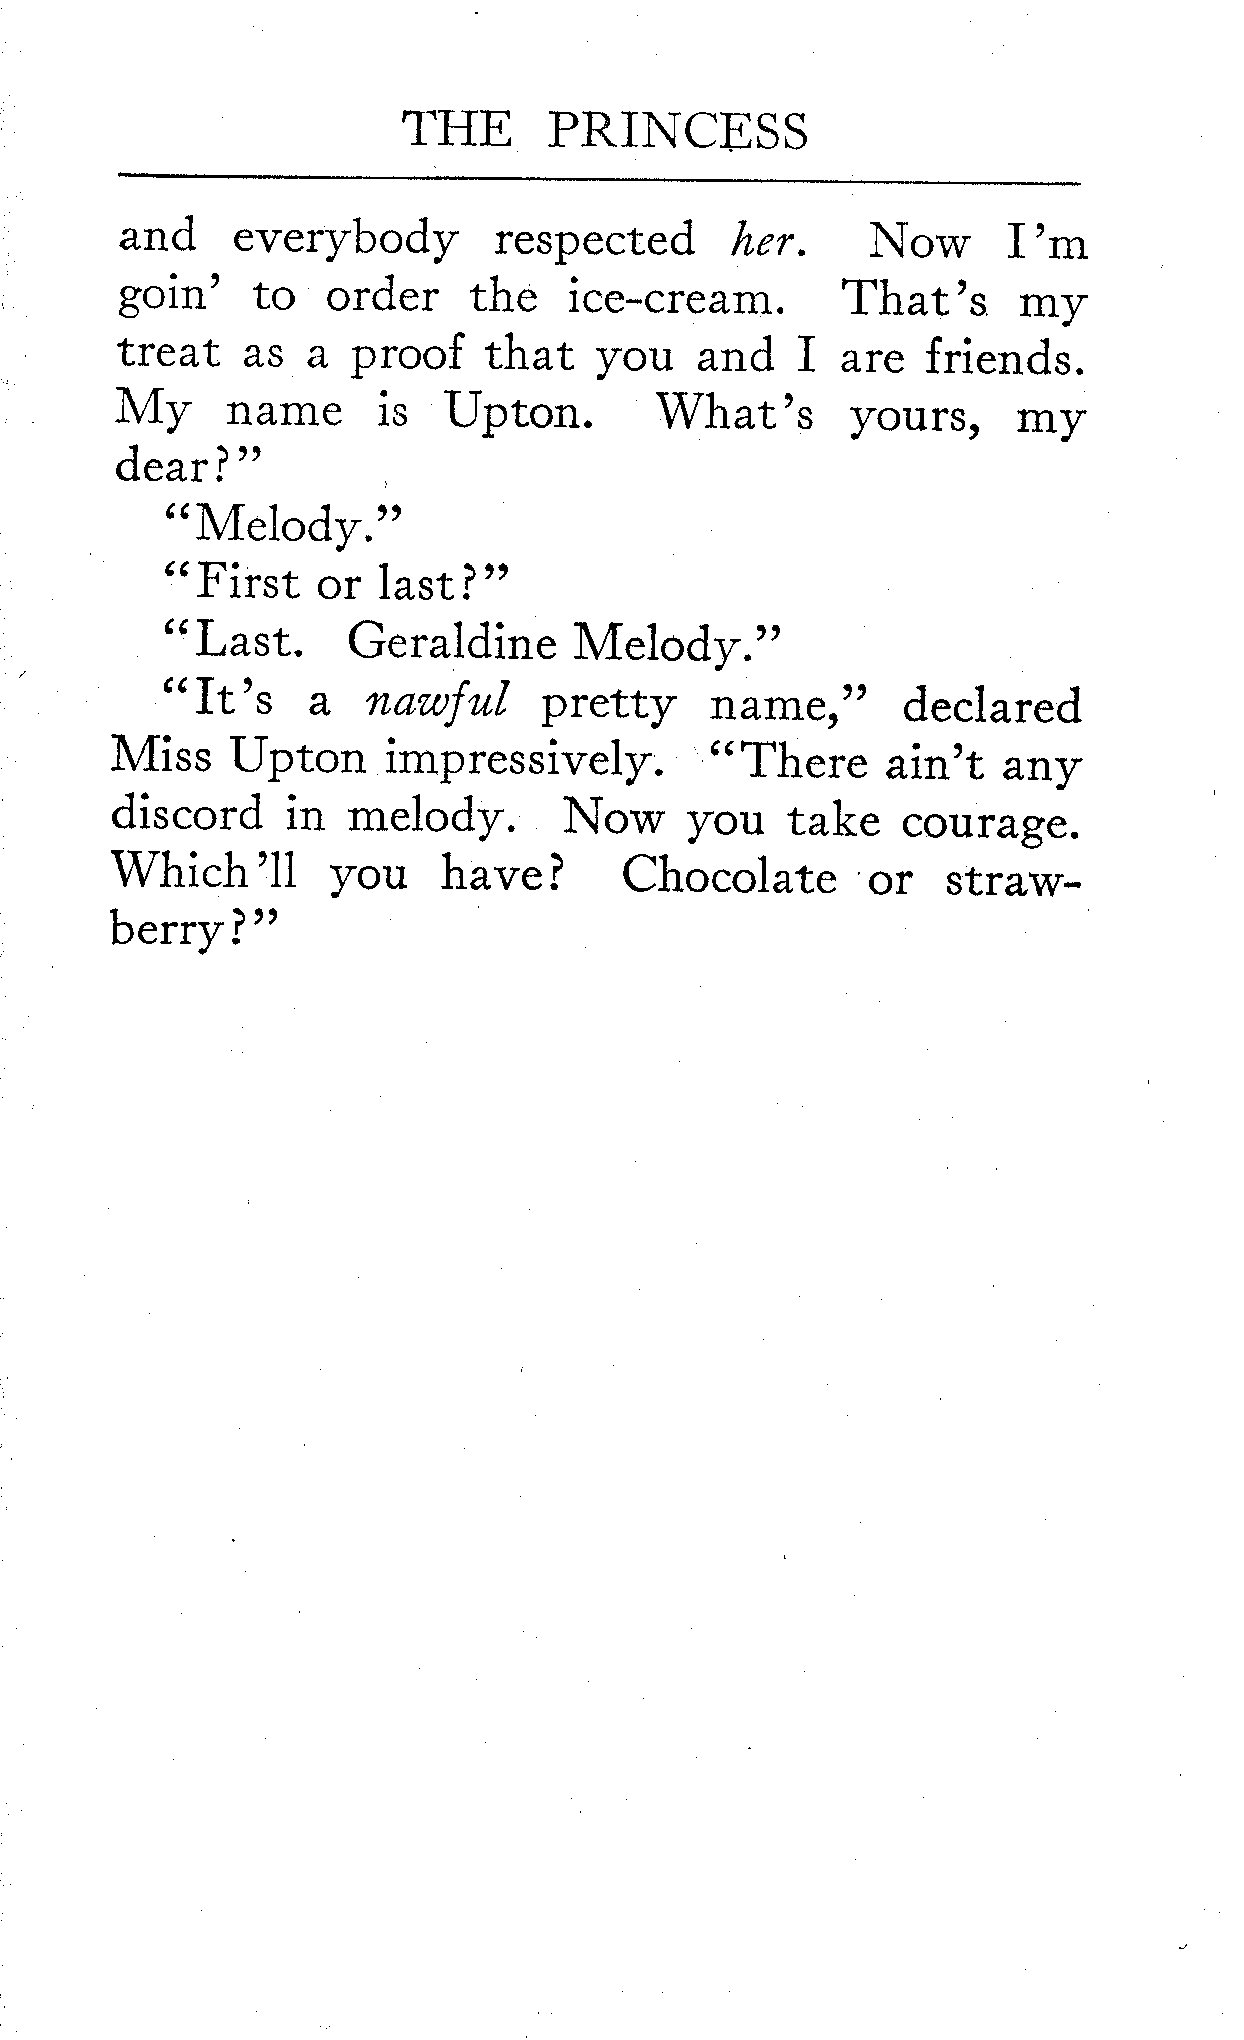 THE PRINCESS
and everybody respected her. Now I'm
goin' to order the ice-cream. That's my
treat as a proof that you and I are friends.
My name is Upton. What's yours, my
dear?”
“Melody.”
“First or last?”
“Last. Geraldine Melody.”
“It's a nawful pretty name,” declared
Miss Upton impressively. “There ain't any
discord in melody. Now you take courage.
Which'll you have? Chocolate or straw-
berry?”